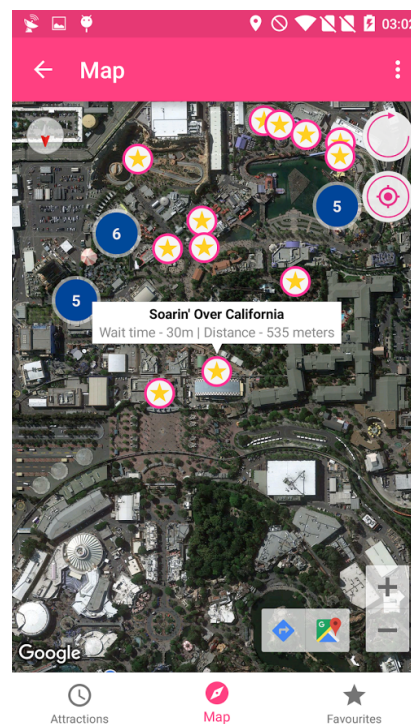 03:02
Map
5
6
5
Soarin' Over California
Wait time - 30m | Distance - 535 meters
Google
Attractions
Map
Favourites